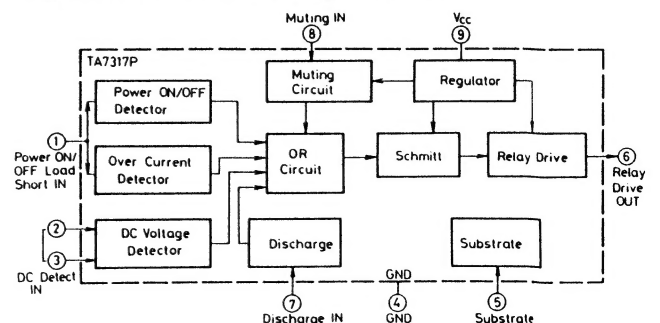 Muting IN
8
Vcc
9
TA7317P
Power ON/OFF
Detector
Muting
Circuit
Regulator
1
Power ON/
OFF Load
Short IN
Over Current
Detector
OR
Circuit
Schmitt
Relay Drive
6
Relay
Drive
OUT
2
3
DC Detect
IN
DC Voltage
Detector
Discharge
Substrate
GND
7
Discharge IN
4
GND
5
Substrate